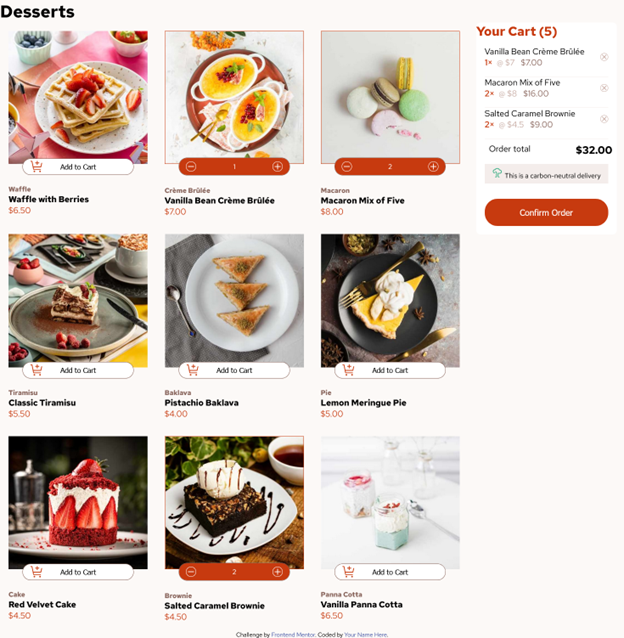 Desserts
Add to Cart
Waffle
Waffle with Berries
$6.50
1
Crème Brûlée
Vanilla Bean Crème Brûlée
$7.00
2
Macaron
Macaron Mix of Five
$8.00
Add to Cart
Tiramisu
Classic Tiramisu
$5.50
Add to Cart
Baklava
Pistachio Baklava
$4.00
Add to Cart
Pie
Lemon Meringue Pie
$5.00
Add to Cart
Cake
Red Velvet Cake
$4.50
2
Brownie
Salted Caramel Brownie
$4.50
Add to Cart
Panna Cotta
Vanilla Panna Cotta
$6.50
Your Cart (5)
Vanilla Bean Crème Brûlée
1× @ $7 $7.00
Macaron Mix of Five
2× @ $8 $16.00
Salted Caramel Brownie
2× @ $4.5 $9.00
Order total $32.00
This is a carbon-neutral delivery
Confirm Order
Challenge by Frontend Mentor. Coded by Your Name Here.